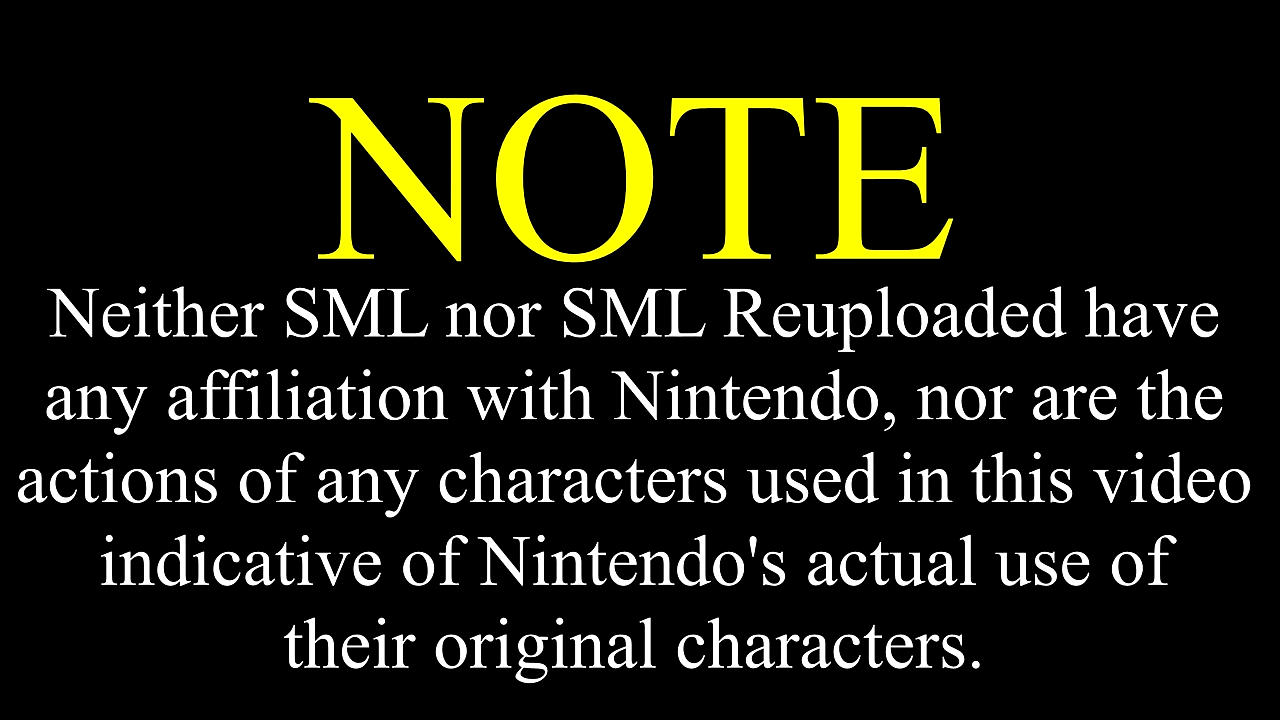 NOTE
Neither SML nor SML Reuploaded have
any affiliation with Nintendo, nor are the
actions of any characters used in this video
indicative of Nintendo's actual use of
their original characters.